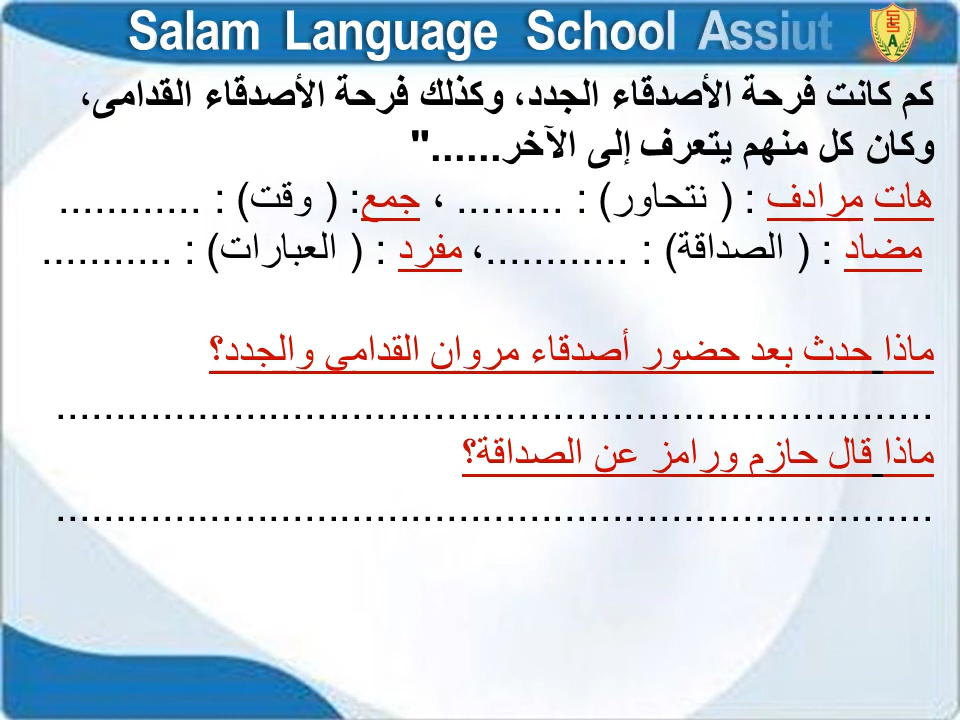 Salam Language School Assiut
كم كانت فرحة الأصدقاء الجدد، وكذلك فرحة الأصدقاء القدامى،
وكان كل منهم يتعرف إلى الآخر......"
هات مرادف : ( نتحاور) : ......... ، جمع: ( وقت) : ............
مضاد : ( الصداقة) : ............، مفرد : ( العبارات) : ...........
ماذا حدث بعد حضور أصدقاء مروان القدامي والجدد؟
.........................................................................
ماذا قال حازم ورامز عن الصداقة؟
.........................................................................